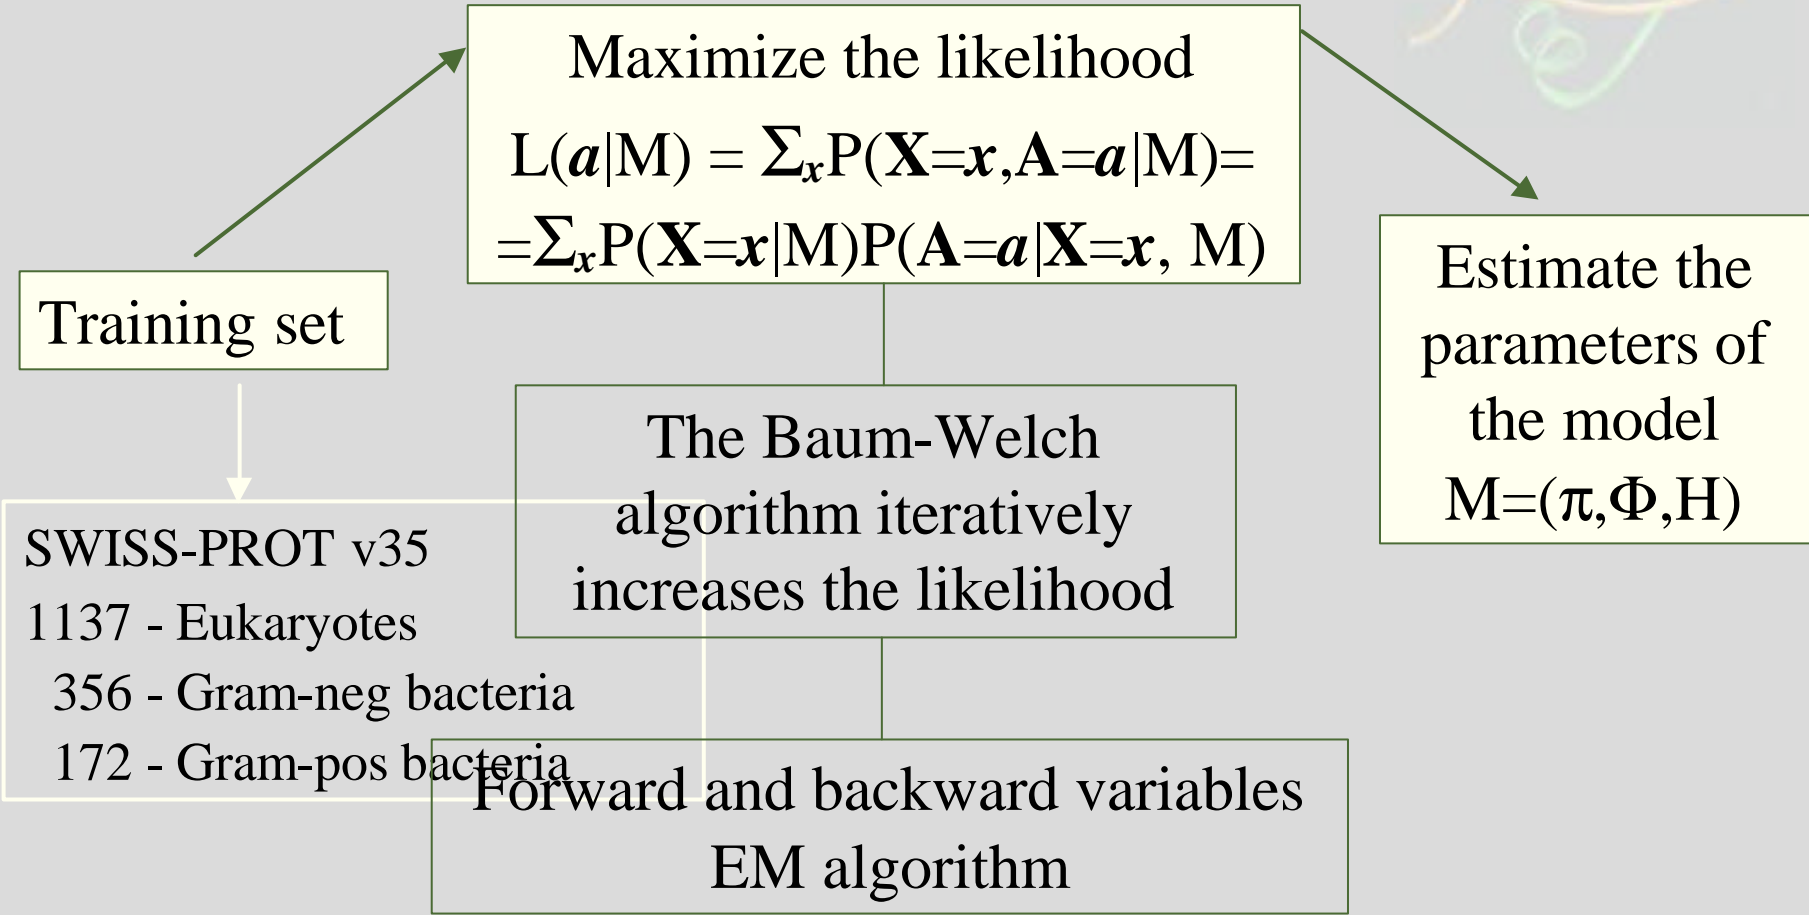 Maximize the likelihood
L(a|M) = ΣₓP(X=x,A=a|M)=
=ΣₓP(X=x|M)P(A=a|X=x, M)
Training set
Estimate the
parameters of
the model
M=(π,Φ,H)
The Baum-Welch
algorithm iteratively
increases the likelihood
SWISS-PROT v35
1137 - Eukaryotes
356 - Gram-neg bacteria
172 - Gram-pos bacteria
Forward and backward variables
EM algorithm